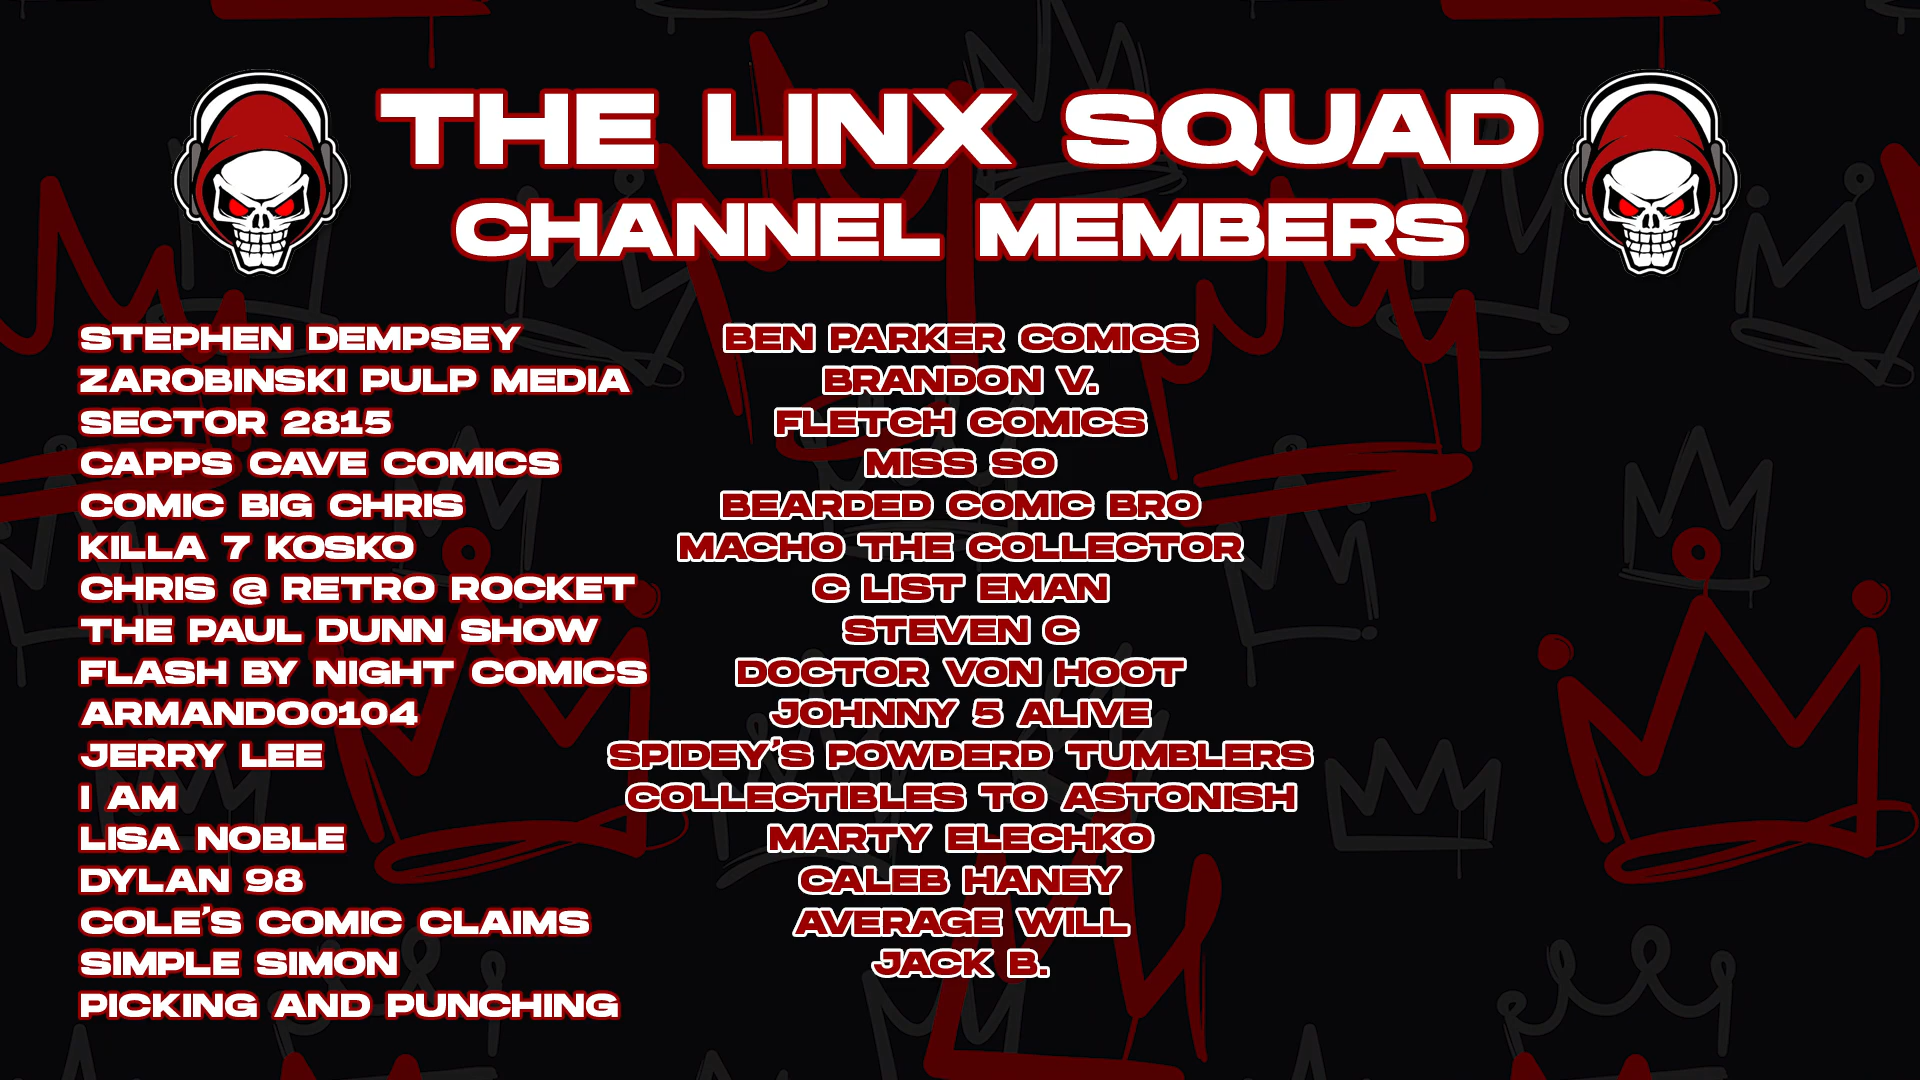 THE LINX SQUAD
CHANNEL MEMBERS
STEPHEN DEMPSEY
ZAROBINSKI PULP MEDIA
SECTOR 2815
CAPPS CAVE COMICS
COMIC BIG CHRIS
KILLA 7 KOSKO
CHRIS @ RETRO ROCKET
THE PAUL DUNN SHOW
FLASH BY NIGHT COMICS
ARMANDO0104
JERRY LEE
I AM
LISA NOBLE
DYLAN 98
COLE'S COMIC CLAIMS
SIMPLE SIMON
PICKING AND PUNCHING
BEN PARKER COMICS
BRANDON V.
FLETCH COMICS
MISS SO
BEARDED COMIC BRO
MACHO THE COLLECTOR
C LIST EMAN
STEVEN C
DOCTOR VON HOOT
JOHNNY 5 ALIVE
SPIDEY'S POWDERD TUMBLERS
COLLECTIBLES TO ASTONISH
MARTY ELECHKO
CALEB HANEY
AVERAGE WILL
JACK B.